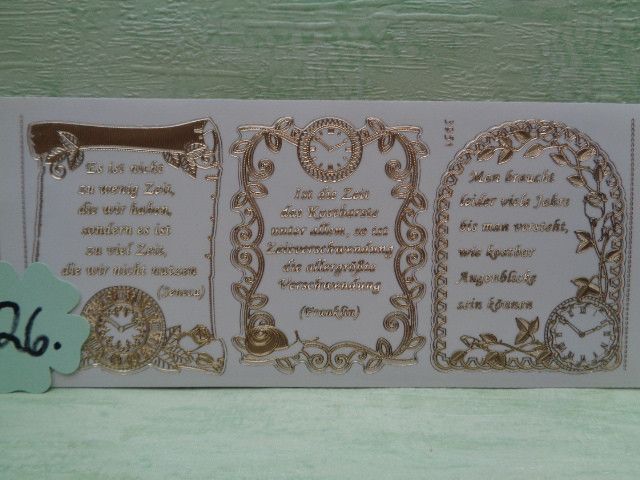 Es ist nicht
zu wenig Zeit,
die wir haben,
sondern es ist
zu viel Zeit,
die wir nicht nutzen
(Seneca)
ist die Zeit
das Kostbarste
unter allem, so ist
Zeitverschwendung
die allergrößte
Verschwendung
(Franklin)
Man braucht
leider viele Jahre
bis man versteht,
wie kostbar
Augenblicke
sein können
26.